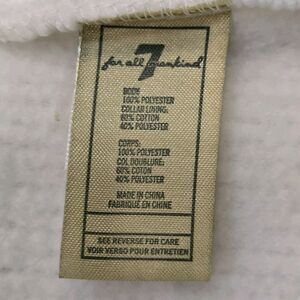 7
for all mankind
BODY:
100% POLYESTER
COLLAR LINING:
60% COTTON
40% POLYESTER
CORPS:
100% POLYESTER
COL DOUBLURE:
60% COTON
40% POLYESTER
MADE IN CHINA
FABRIQUÉ EN CHINE
SEE REVERSE FOR CARE
VOIR VERSO POUR ENTRETIEN